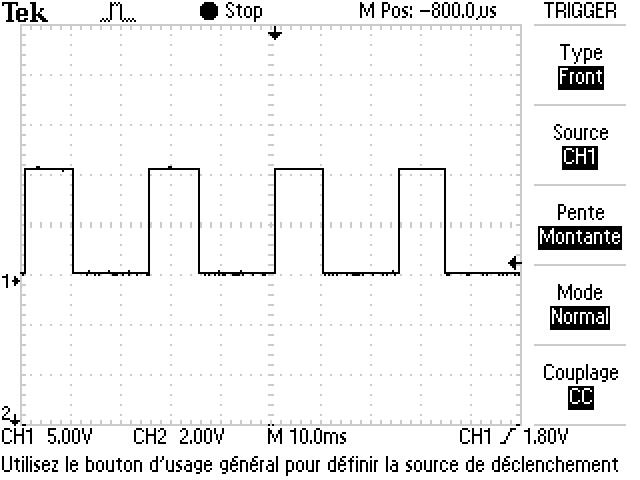 Tek Stop M Pos: -800.0µs TRIGGER
Type
Front
Source
CH1
Pente
Montante
1
Mode
Normal
Couplage
CC
2
CH1 5.00V CH2 2.00V M 10.0ms CH1 1.80V
Utilisez le bouton d'usage général pour définir la source de déclenchement